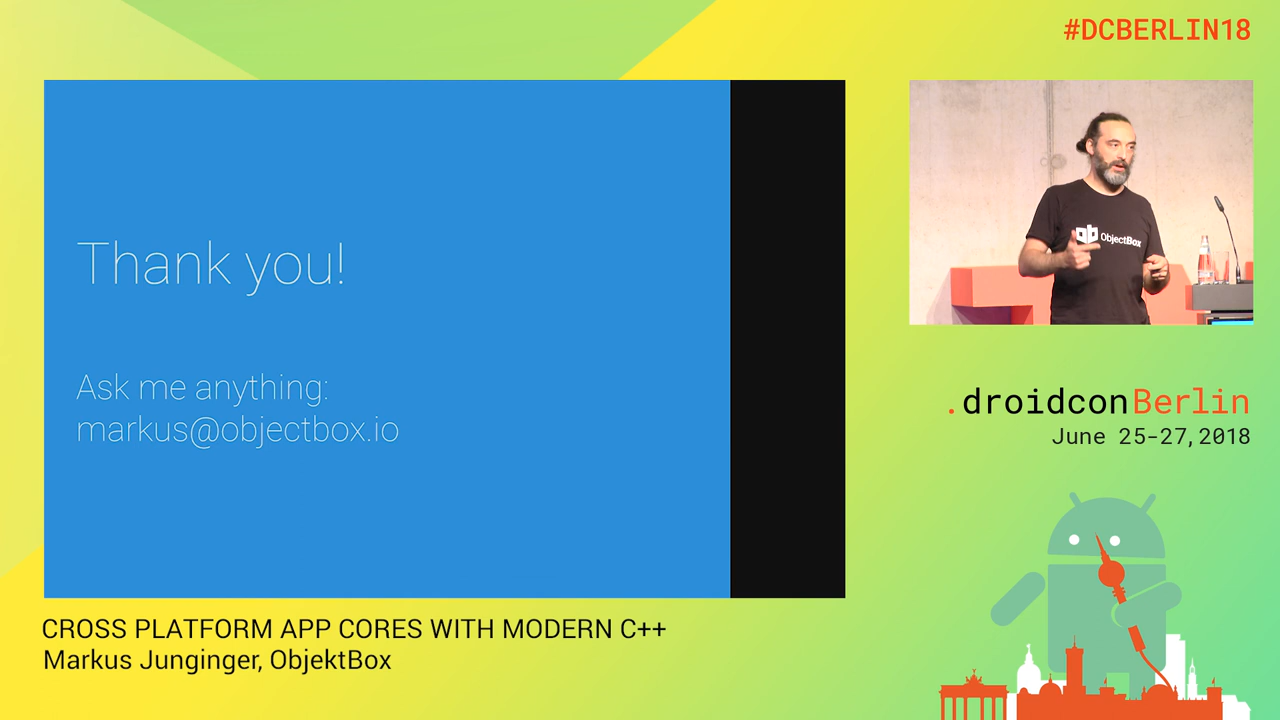 #DCBERLIN18
Thank you!
Ask me anything:
markus@objectbox.io
ObjectBox
.droidconBerlin
June 25-27, 2018
CROSS PLATFORM APP CORES WITH MODERN C++
Markus Junginger, ObjektBox